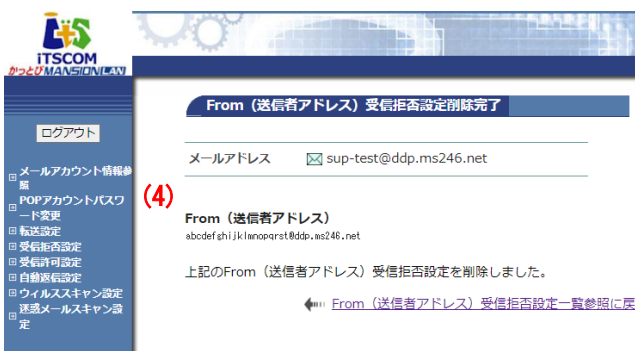 iTSCOM
かっとびMANSIONLAN
From（送信者アドレス）受信拒否設定削除完了
ログアウト
メールアドレス sup-test@ddp.ms246.net
メールアカウント情報参
照
POPアカウントパスワ
ード変更
転送設定
受信拒否設定
受信許可設定
自動返信設定
ウィルススキャン設定
迷惑メールスキャン設
定
(4)
From（送信者アドレス）
abcdefghijklmnopqrst@ddp.ms246.net
上記のFrom（送信者アドレス）受信拒否設定を削除しました。
From（送信者アドレス）受信拒否設定一覧参照に戻